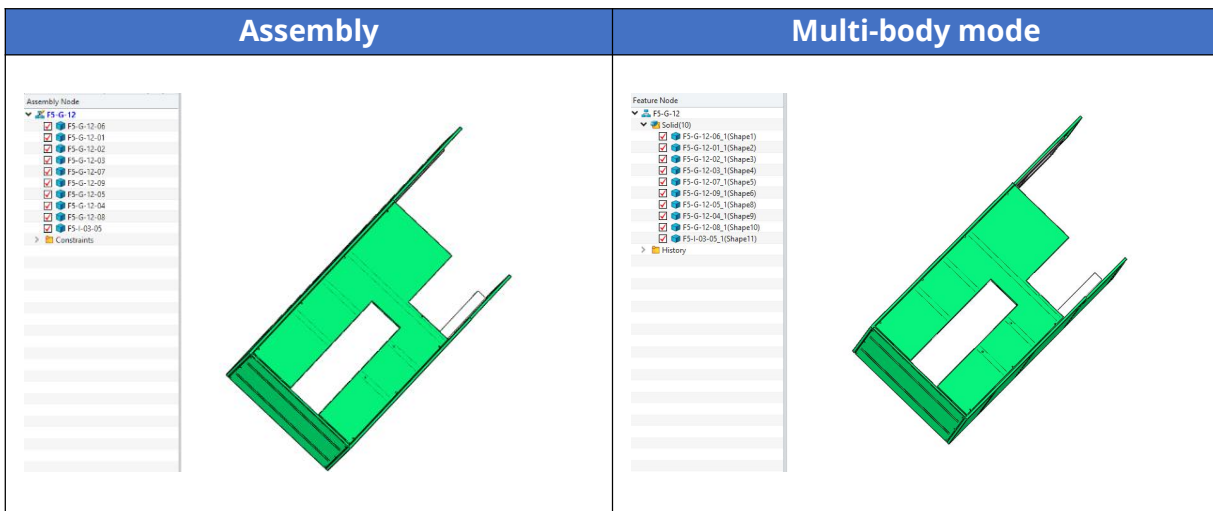 Assembly
Multi-body mode
Assembly Node
F5-G-12
F5-G-12-06
F5-G-12-01
F5-G-12-02
F5-G-12-03
F5-G-12-07
F5-G-12-09
F5-G-12-05
F5-G-12-04
F5-G-12-08
F5-I-03-05
Constraints
Feature Node
F5-G-12
Solid(10)
F5-G-12-06_1(Shape1)
F5-G-12-01_1(Shape2)
F5-G-12-02_1(Shape3)
F5-G-12-03_1(Shape4)
F5-G-12-07_1(Shape5)
F5-G-12-09_1(Shape6)
F5-G-12-05_1(Shape8)
F5-G-12-04_1(Shape9)
F5-G-12-08_1(Shape10)
F5-I-03-05_1(Shape11)
History